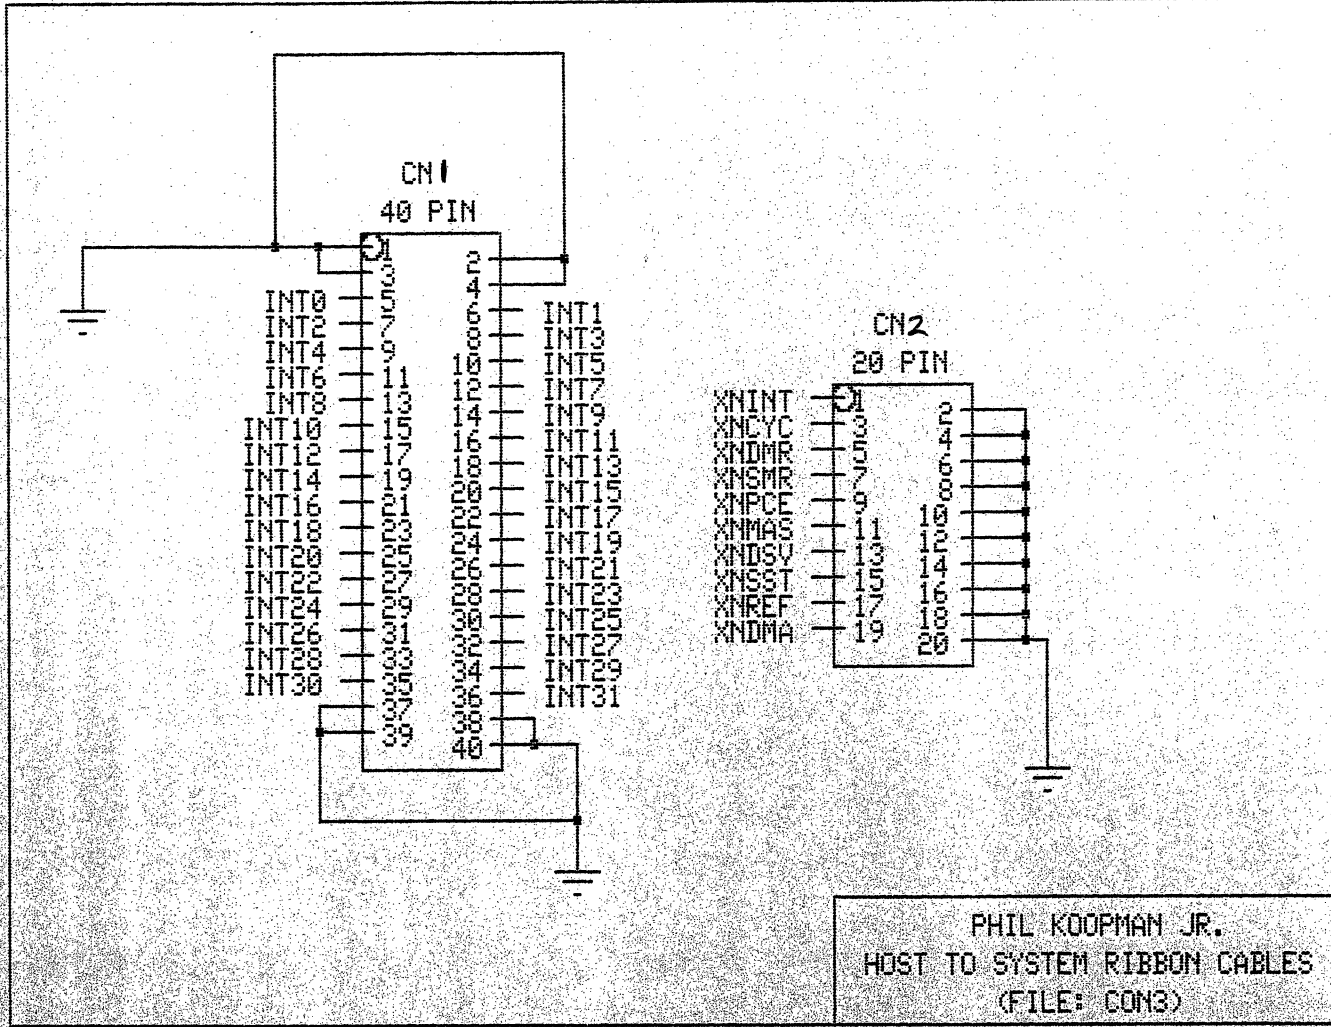 CN1
40 PIN
1 2
3 4
INT0 5 6 INT1
INT2 7 8 INT3
INT4 9 10 INT5
INT6 11 12 INT7
INT8 13 14 INT9
INT10 15 16 INT11
INT12 17 18 INT13
INT14 19 20 INT15
INT16 21 22 INT17
INT18 23 24 INT19
INT20 25 26 INT21
INT22 27 28 INT23
INT24 29 30 INT25
INT26 31 32 INT27
INT28 33 34 INT29
INT30 35 36 INT31
37 38
39 40
CN2
20 PIN
XNINT 1 2
XNCYC 3 4
XNDMR 5 6
XNSMR 7 8
XNPCE 9 10
XNMAS 11 12
XNDSV 13 14
XNSST 15 16
XNREF 17 18
XNDMA 19 20
PHIL KOOPMAN JR.
HOST TO SYSTEM RIBBON CABLES
(FILE: CON3)